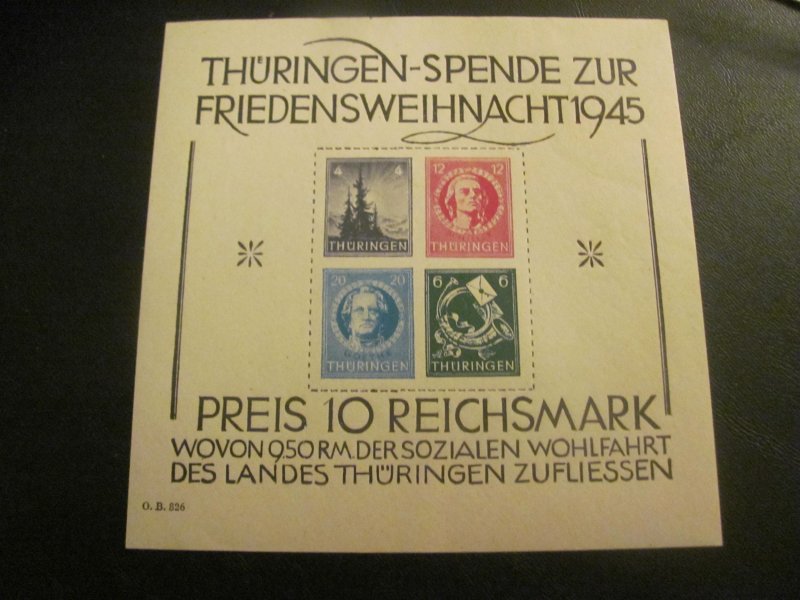 THÜRINGEN-SPENDE ZUR
FRIEDENSWEIHNACHT 1945
4 4
THÜRINGEN
12 12
THÜRINGEN
20 20
THÜRINGEN
6 6
THÜRINGEN
PREIS 10 REICHSMARK
WOVON 9.50 RM. DER SOZIALEN WOHLFAHRT
DES LANDES THÜRINGEN ZUFLIESSEN
O. B. 326